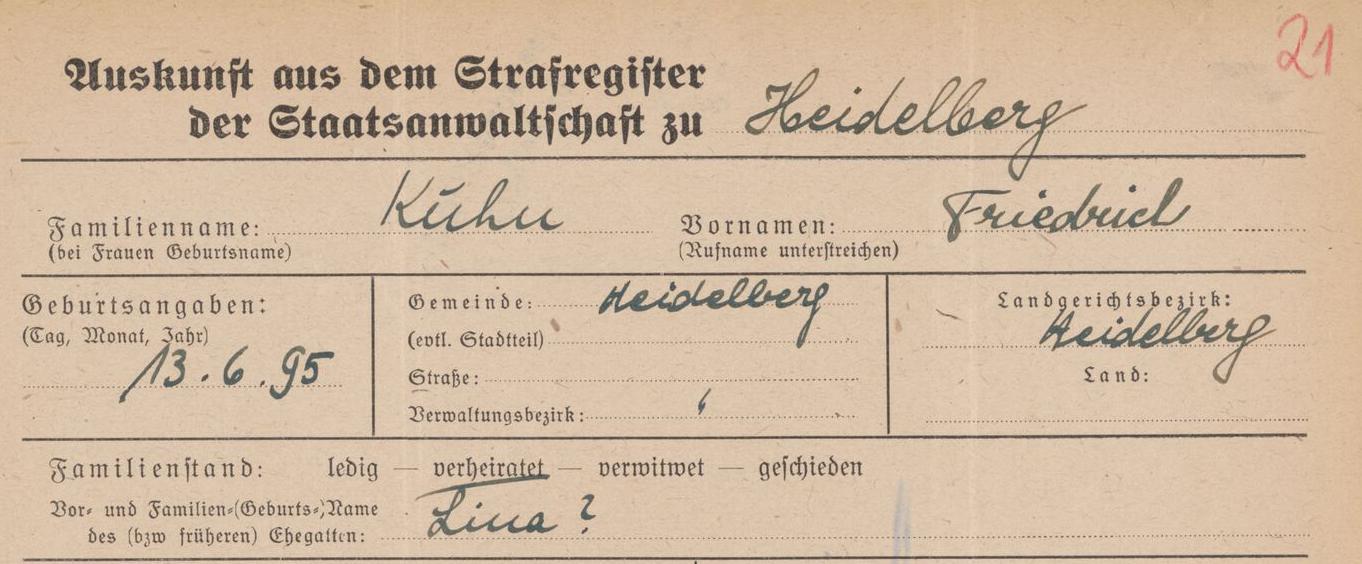 21
Auskunft aus dem Strafregister
der Staatsanwaltschaft zu Heidelberg
Familienname: Kühn Vornamen: Friedrich
(bei Frauen Geburtsname) (Rufname unterstreichen)
Geburtsangaben: Gemeinde: Heidelberg Landgerichtsbezirk:
(Tag, Monat, Jahr) (evtl. Stadtteil) Heidelberg
13.6.95 Straße: Land:
Verwaltungsbezirk: "
Familienstand: ledig — verheiratet — verwitwet — geschieden
Vor- und Familien-(Geburts-)Name Lina ?
des (bzw früheren) Ehegatten: